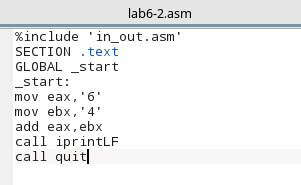 lab6-2.asm
%include 'in_out.asm'
SECTION .text
GLOBAL _start
_start:
mov eax,'6'
mov ebx,'4'
add eax,ebx
call iprintLF
call quit